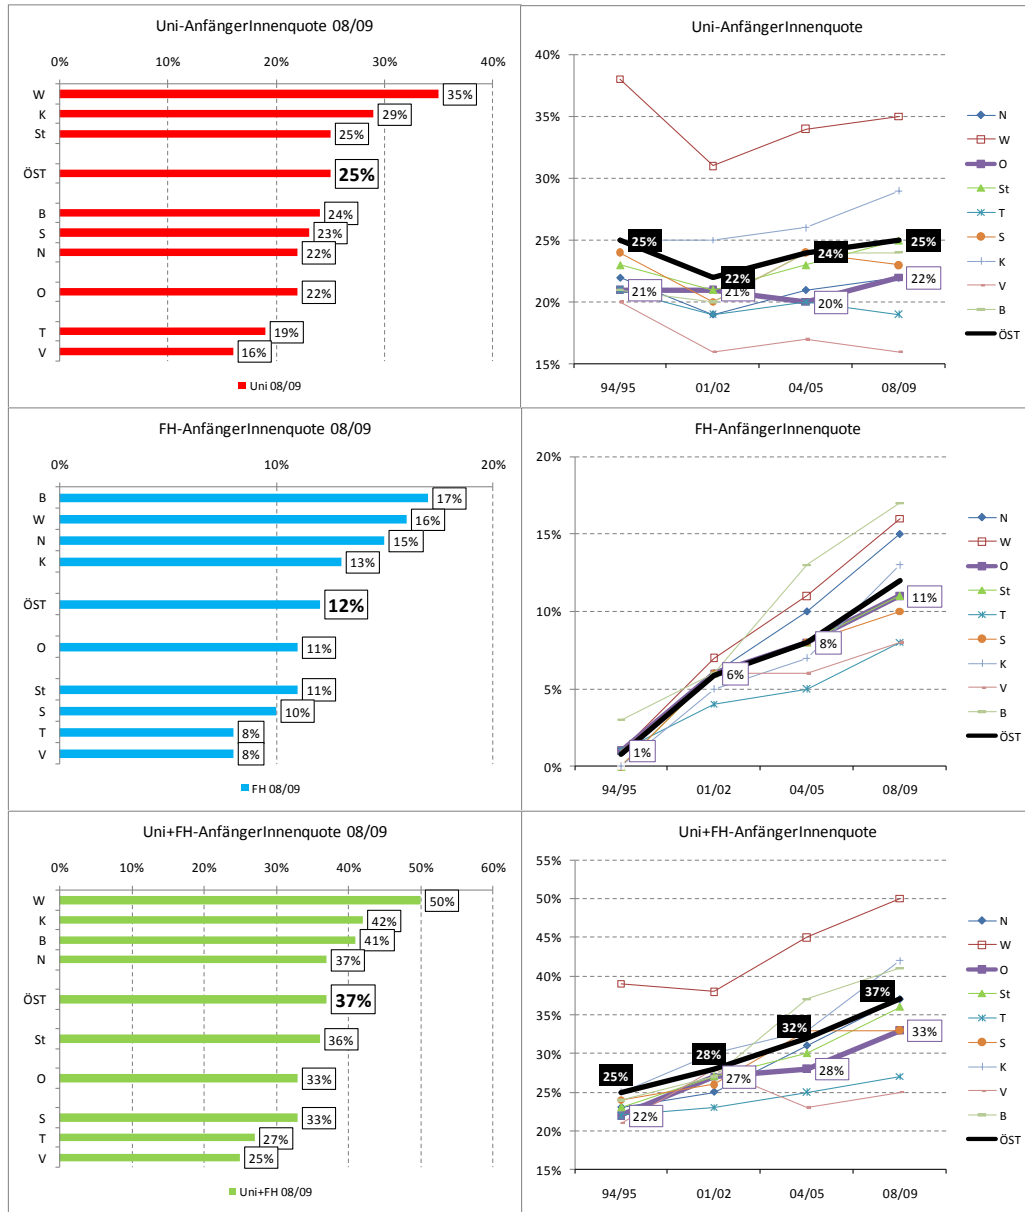 Uni-AnfängerInnenquote 08/09
0% 10% 20% 30% 40%
W 35%
K 29%
St 25%
ÖST 25%
B 24%
S 23%
N 22%
O 22%
T 19%
V 16%
Uni 08/09
Uni-AnfängerInnenquote
40%
35%
30%
25%
20%
15%
25% 22% 24% 25%
21% 21% 20% 22%
94/95 01/02 04/05 08/09
N
W
O
St
T
S
K
V
B
ÖST
FH-AnfängerInnenquote 08/09
0% 10% 20%
B 17%
W 16%
N 15%
K 13%
ÖST 12%
O 11%
St 11%
S 10%
T 8%
V 8%
FH 08/09
FH-AnfängerInnenquote
20%
15%
10%
5%
0%
1% 6% 8% 11%
94/95 01/02 04/05 08/09
N
W
O
St
T
S
K
V
B
ÖST
Uni+FH-AnfängerInnenquote 08/09
0% 10% 20% 30% 40% 50% 60%
W 50%
K 42%
B 41%
N 37%
ÖST 37%
St 36%
O 33%
S 33%
T 27%
V 25%
Uni+FH 08/09
Uni+FH-AnfängerInnenquote
55%
50%
45%
40%
35%
30%
25%
20%
15%
25% 28% 32% 37%
22% 27% 28% 33%
94/95 01/02 04/05 08/09
N
W
O
St
T
S
K
V
B
ÖST